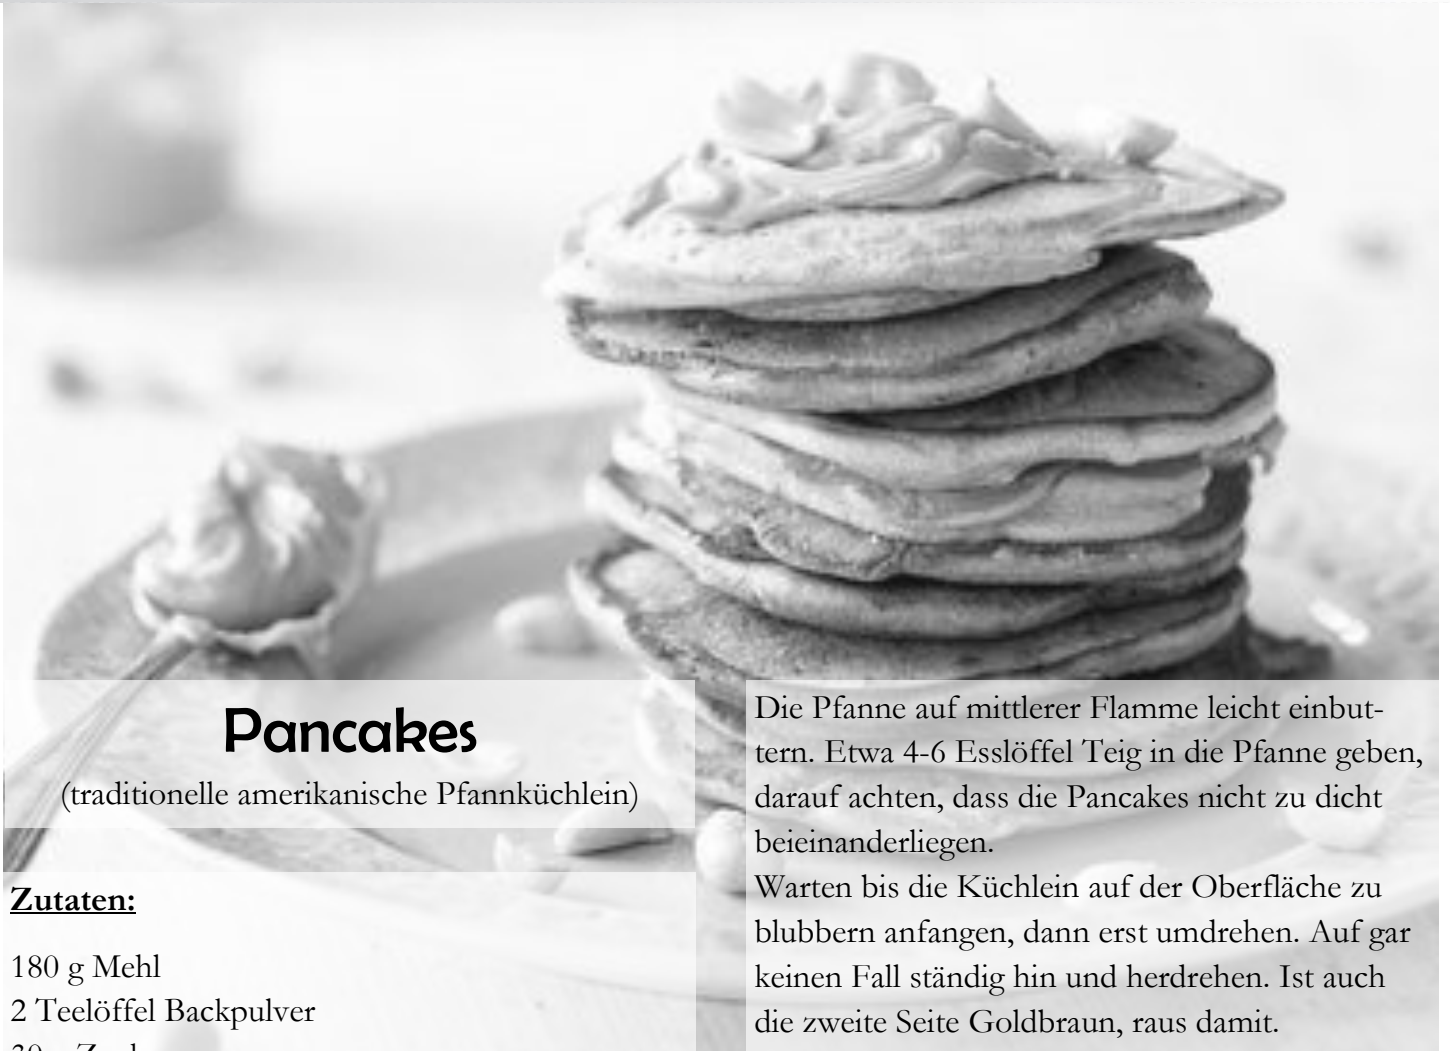 Pancakes
(traditionelle amerikanische Pfannküchlein)
Zutaten:
180 g Mehl
2 Teelöffel Backpulver
Die Pfanne auf mittlerer Flamme leicht einbut-
tern. Etwa 4-6 Esslöffel Teig in die Pfanne geben,
darauf achten, dass die Pancakes nicht zu dicht
beieinanderliegen.
Warten bis die Küchlein auf der Oberfläche zu
blubbern anfangen, dann erst umdrehen. Auf gar
keinen Fall ständig hin und herdrehen. Ist auch
die zweite Seite Goldbraun, raus damit.